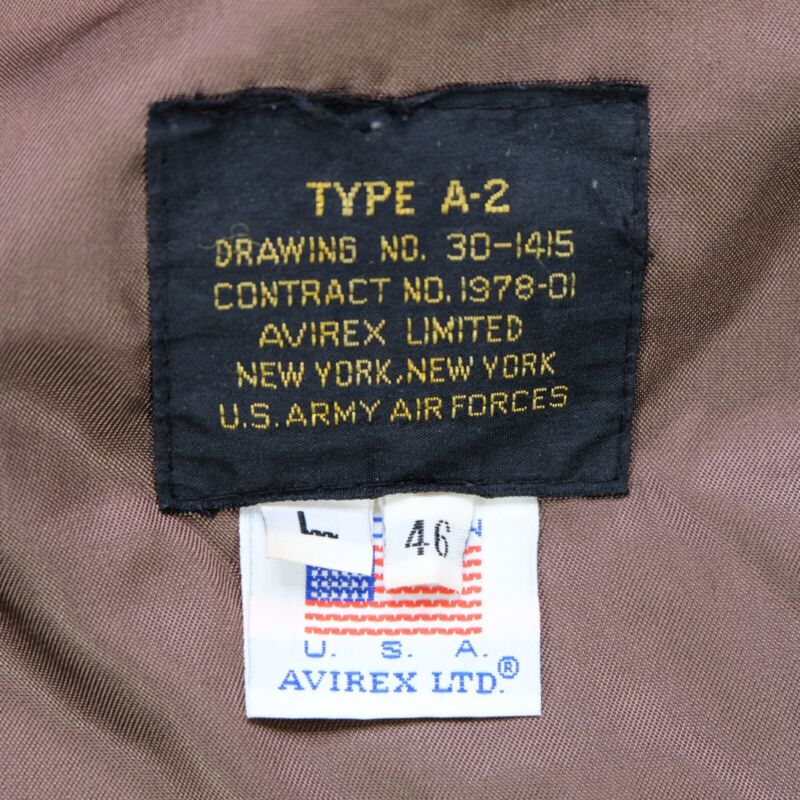 TYPE A-2
DRAWING NO. 30-1415
CONTRACT NO. 1978-01
AVIREX LIMITED
NEW YORK, NEW YORK
U.S. ARMY AIR FORCES
L
46
U. S. A.
AVIREX LTD.®